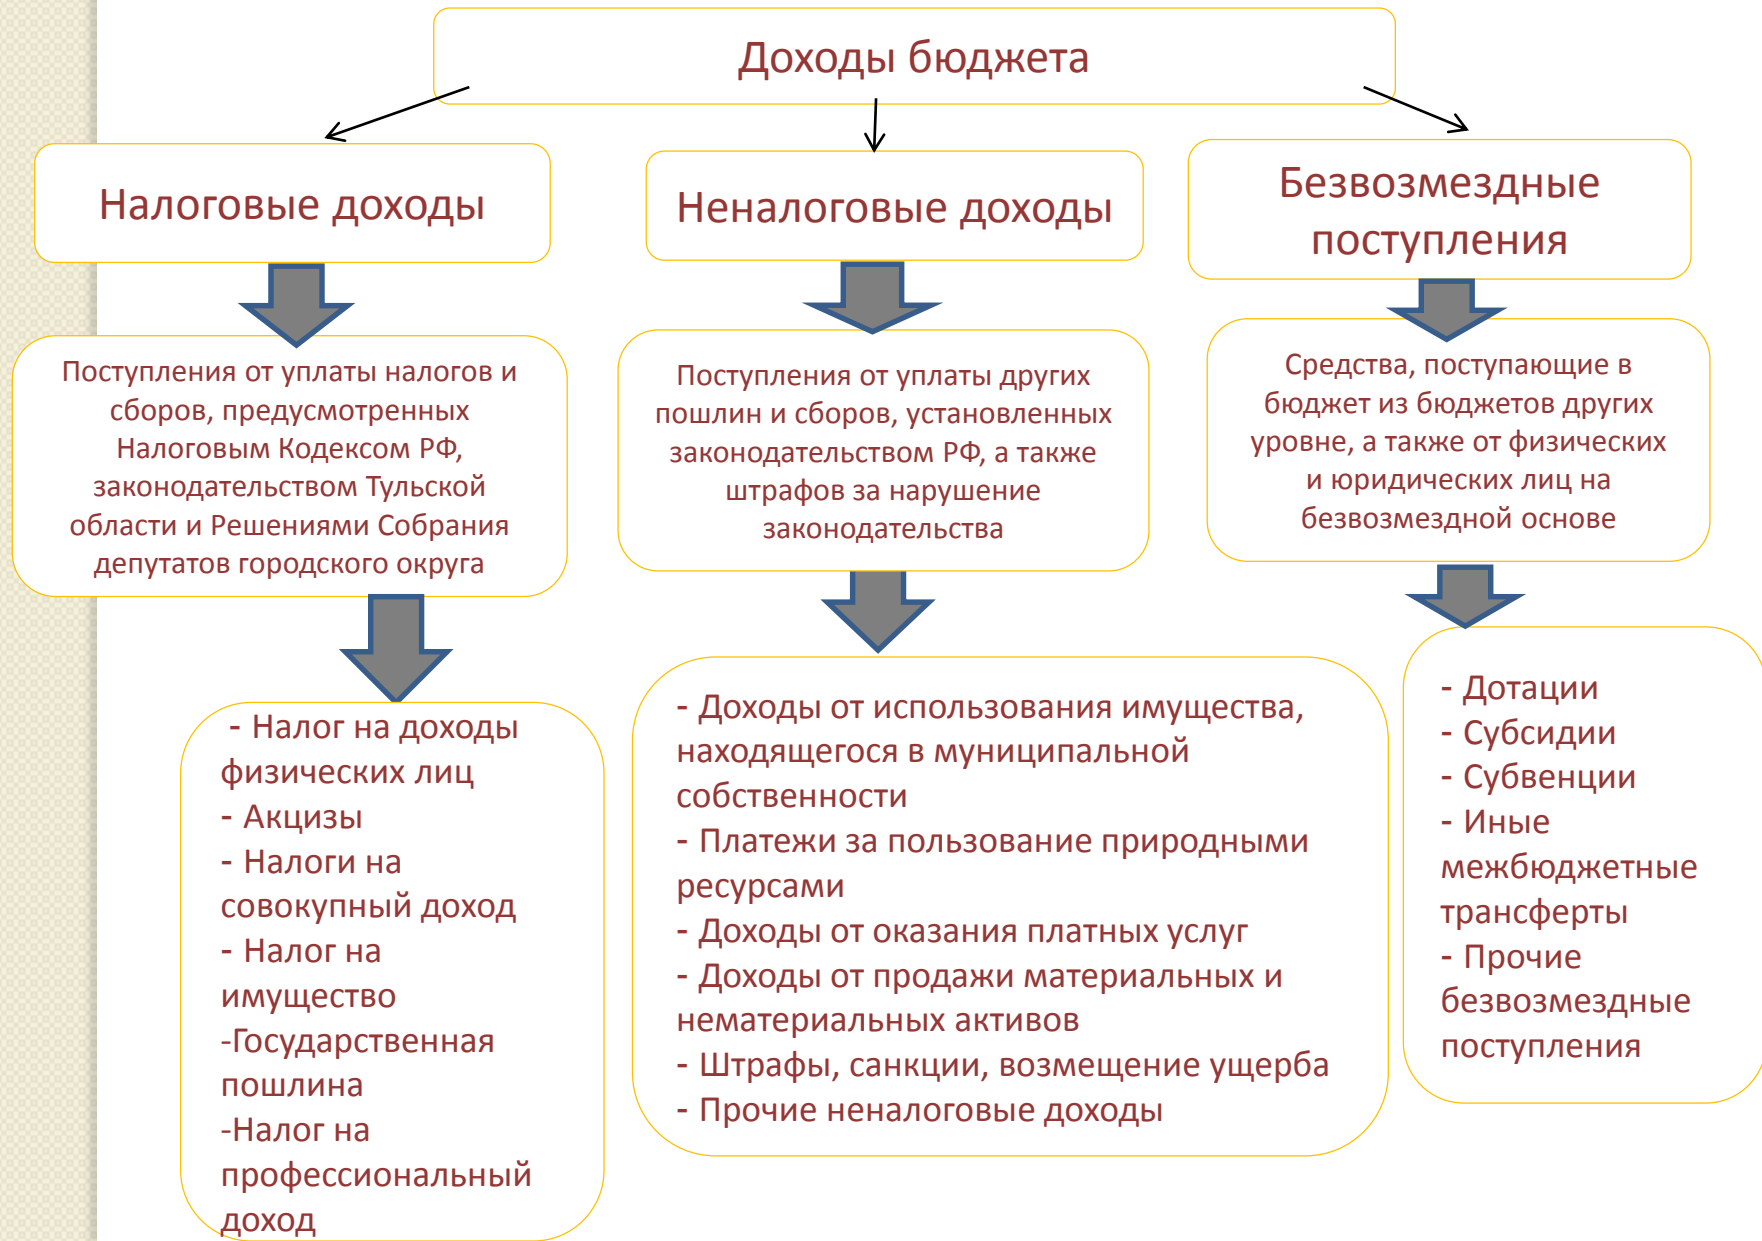 Доходы бюджета
Налоговые доходы
Поступления от уплаты налогов и
сборов, предусмотренных
Налоговым Кодексом РФ,
законодательством Тульской
области и Решениями Собрания
депутатов городского округа
- Налог на доходы
физических лиц
- Акцизы
- Налоги на
совокупный доход
- Налог на
имущество
-Государственная
пошлина
-Налог на
профессиональный
доход
Неналоговые доходы
Поступления от уплаты других
пошлин и сборов, установленных
законодательством РФ, а также
штрафов за нарушение
законодательства
- Доходы от использования имущества,
находящегося в муниципальной
собственности
- Платежи за пользование природными
ресурсами
- Доходы от оказания платных услуг
- Доходы от продажи материальных и
нематериальных активов
- Штрафы, санкции, возмещение ущерба
- Прочие неналоговые доходы
Безвозмездные
поступления
Средства, поступающие в
бюджет из бюджетов других
уровне, а также от физических
и юридических лиц на
безвозмездной основе
- Дотации
- Субсидии
- Субвенции
- Иные
межбюджетные
трансферты
- Прочие
безвозмездные
поступления